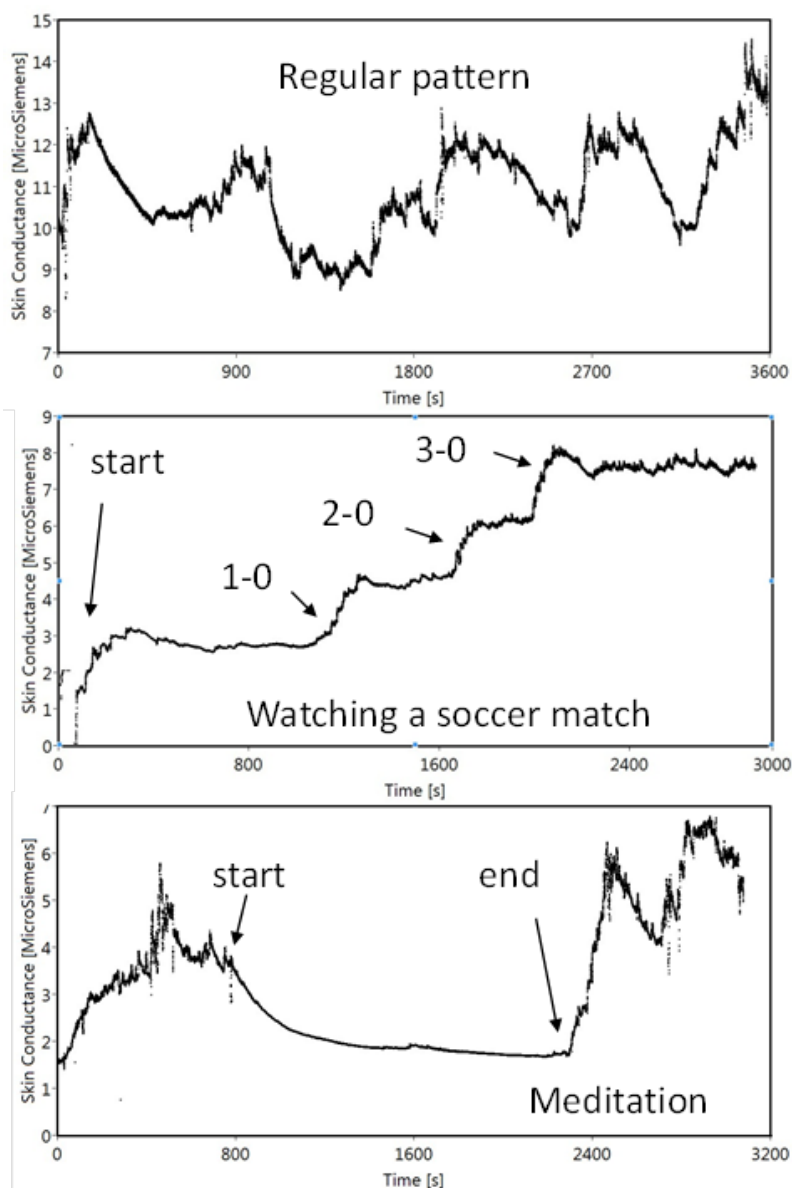 15
14
13
12
11
10
9
8
7
Skin Conductance [MicroSiemens]
Regular pattern
0 900 1800 2700 3600
Time [s]
9
8
7
6
5
4
3
2
1
0
Skin Conductance [MicroSiemens]
start
1-0
2-0
3-0
Watching a soccer match
0 800 1600 2400 3000
Time [s]
7
6
5
4
3
2
1
0
Skin Conductance [MicroSiemens]
start
end
Meditation
0 800 1600 2400 3200
Time [s]